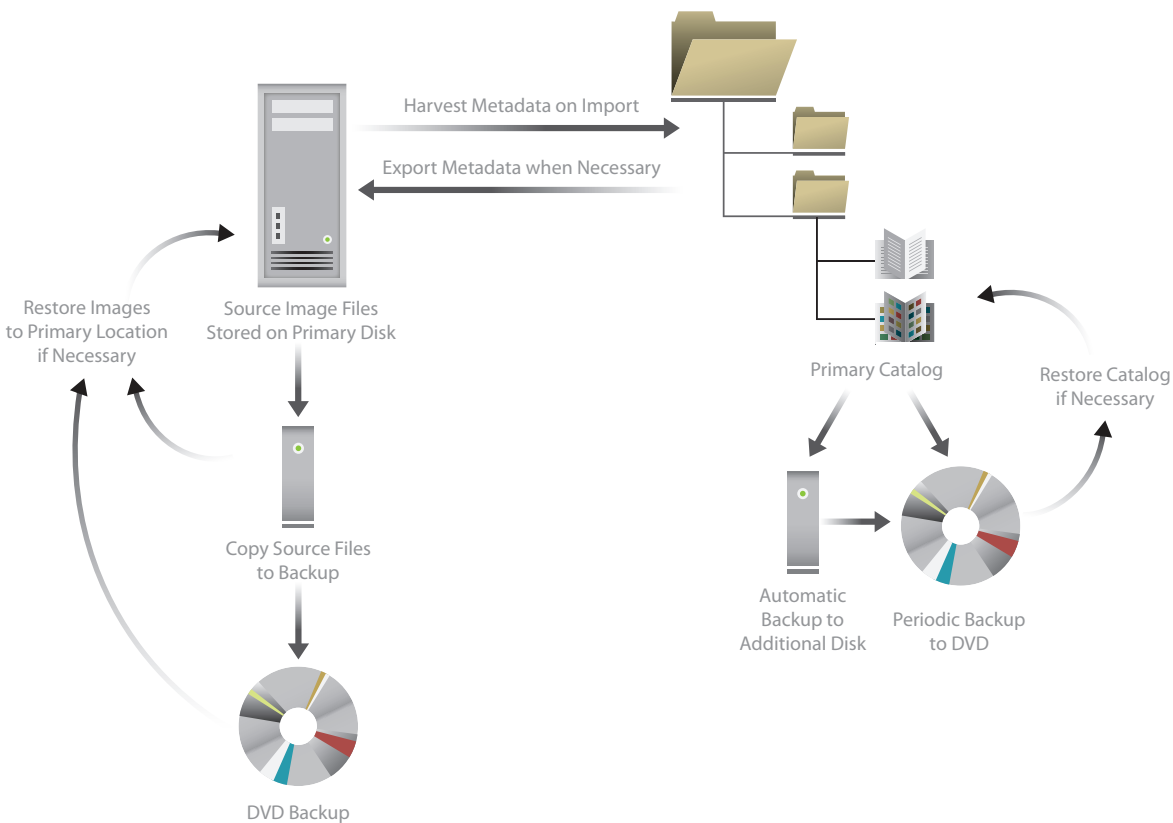 Harvest Metadata on Import
Export Metadata when Necessary
Restore Images
to Primary Location
if Necessary
Source Image Files
Stored on Primary Disk
Primary Catalog
Restore Catalog
if Necessary
Copy Source Files
to Backup
Automatic
Backup to
Additional Disk
Periodic Backup
to DVD
DVD Backup